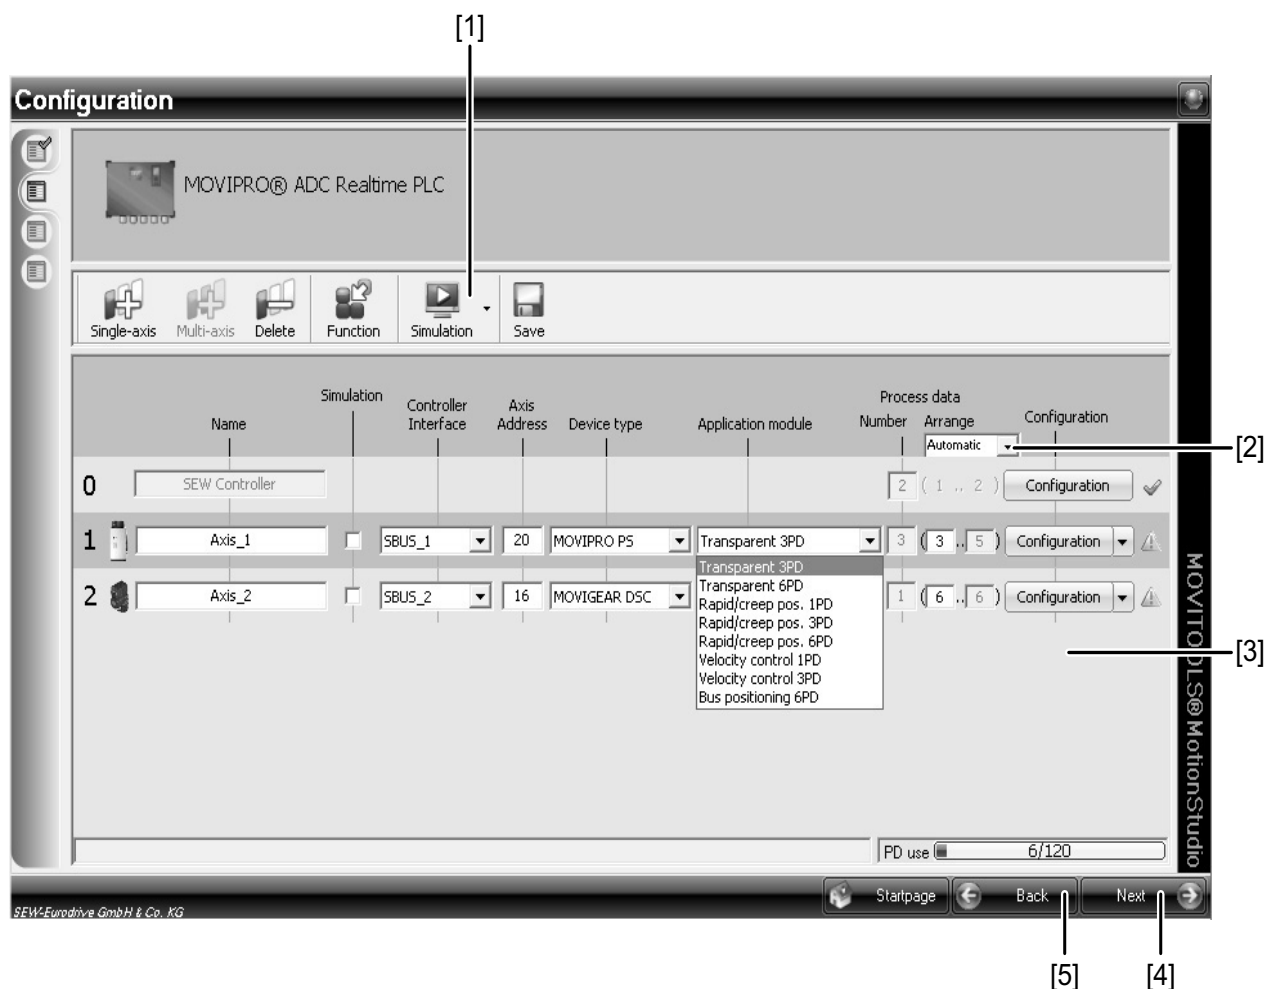 [1]
Configuration
MOVIPRO® ADC Realtime PLC
Single-axis Multi-axis Delete Function Simulation Save
Simulation Process data
Controller Axis
Name Interface Address Device type Application module Number Arrange Configuration
Automatic
[2]
0 SEW Controller 2 ( 1 .. 2 ) Configuration
1 Axis_1 SBUS_1 20 MOVIPRO PS Transparent 3PD 3 ( 3 .. 5 ) Configuration
Transparent 3PD
Transparent 6PD
2 Axis_2 SBUS_2 16 MOVIGEAR DSC 1 ( 6 .. 6 ) Configuration
Rapid/creep pos. 1PD
Rapid/creep pos. 3PD
Rapid/creep pos. 6PD
Velocity control 1PD
Velocity control 3PD
Bus positioning 6PD
[3]
MOVITOOLS® MotionStudio
PD use 6/120
Startpage Back Next
SEW-Eurodrive GmbH & Co. KG
[5] [4]